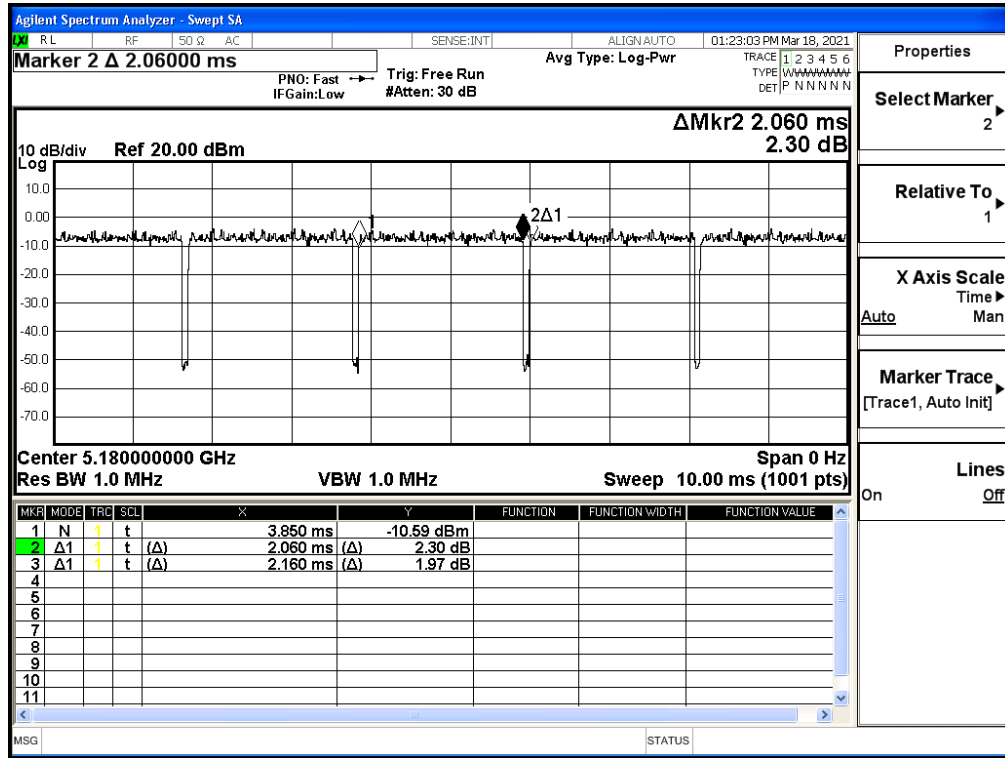 Agilent Spectrum Analyzer - Swept SA
LXI RL RF 50 Ω AC SENSE:INT ALIGN AUTO 01:23:03 PM Mar 18, 2021
Marker 2 Δ 2.06000 ms
PNO: Fast
IFGain:Low
Trig: Free Run
#Atten: 30 dB
Avg Type: Log-Pwr
TRACE 1 2 3 4 5 6
TYPE
DET P N N N N N
ΔMkr2 2.060 ms
2.30 dB
10 dB/div Ref 20.00 dBm
Log
10.0
0.00
-10.0
-20.0
-30.0
-40.0
-50.0
-60.0
-70.0
1
2Δ1
Center 5.180000000 GHz Span 0 Hz
Res BW 1.0 MHz VBW 1.0 MHz Sweep 10.00 ms (1001 pts)
MKR MODE TRC SCL X Y FUNCTION FUNCTION WIDTH FUNCTION VALUE
1 N 1 t 3.850 ms -10.59 dBm
2 Δ1 1 t (Δ) 2.060 ms (Δ) 2.30 dB
3 Δ1 1 t (Δ) 2.160 ms (Δ) 1.97 dB
4
5
6
7
8
9
10
11
MSG STATUS
Properties
Select Marker
2
Relative To
1
X Axis Scale
Time
Auto Man
Marker Trace
[Trace1, Auto Init]
Lines
On Off